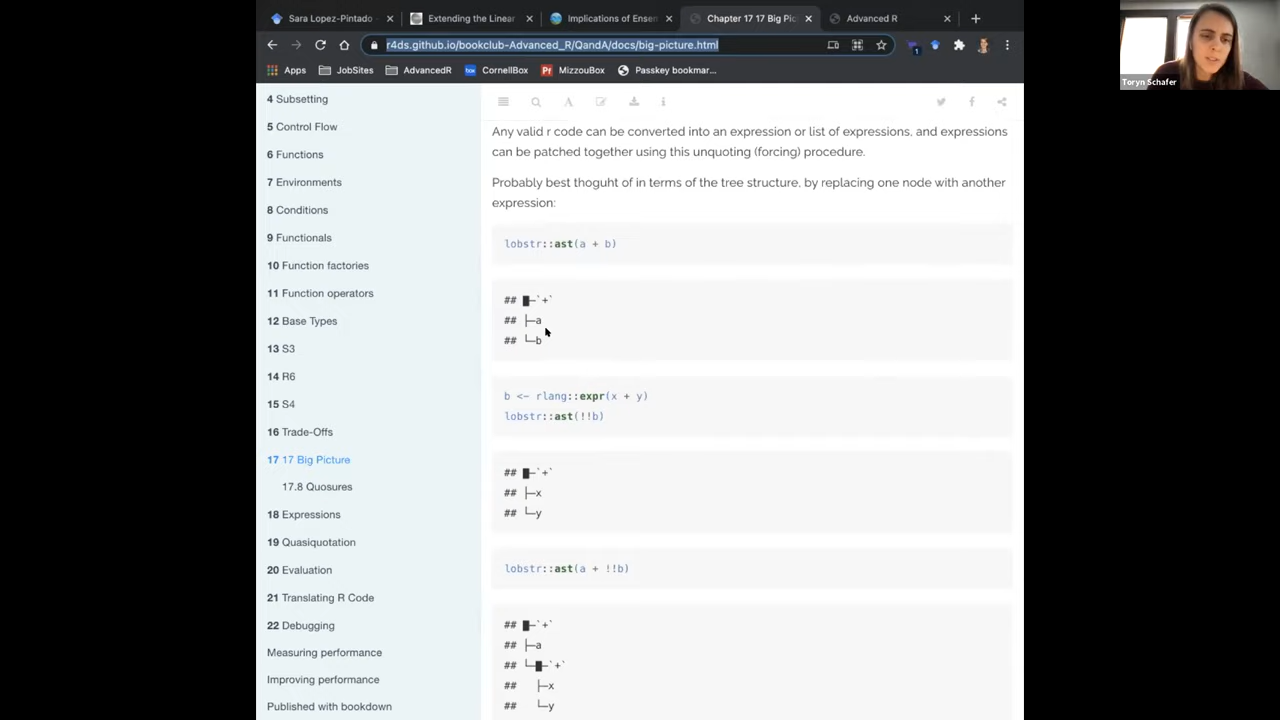 Sara Lopez-Pintado
Extending the Linear
Implications of Ensen
Chapter 17 17 Big Pic
Advanced R
r4ds.github.io/bookclub-Advanced_R/QandA/docs/big-picture.html
1
Apps
JobSites
AdvancedR
box
CornellBox
Pr
MizzouBox
Passkey bookmar...
Toryn Schafer
4 Subsetting
5 Control Flow
6 Functions
7 Environments
8 Conditions
9 Functionals
10 Function factories
11 Function operators
12 Base Types
13 S3
14 R6
15 S4
16 Trade-Offs
17 17 Big Picture
17.8 Quosures
18 Expressions
19 Quasiquotation
20 Evaluation
21 Translating R Code
22 Debugging
Measuring performance
Improving performance
Published with bookdown
Any valid r code can be converted into an expression or list of expressions, and expressions
can be patched together using this unquoting (forcing) procedure.
Probably best thoguht of in terms of the tree structure, by replacing one node with another
expression:
lobstr::ast(a + b)
## █─`+`
## ├─a
## └─b
b <- rlang::expr(x + y)
lobstr::ast(!!b)
## █─`+`
## ├─x
## └─y
lobstr::ast(a + !!b)
## █─`+`
## ├─a
## └─█─`+`
##   ├─x
##   └─y